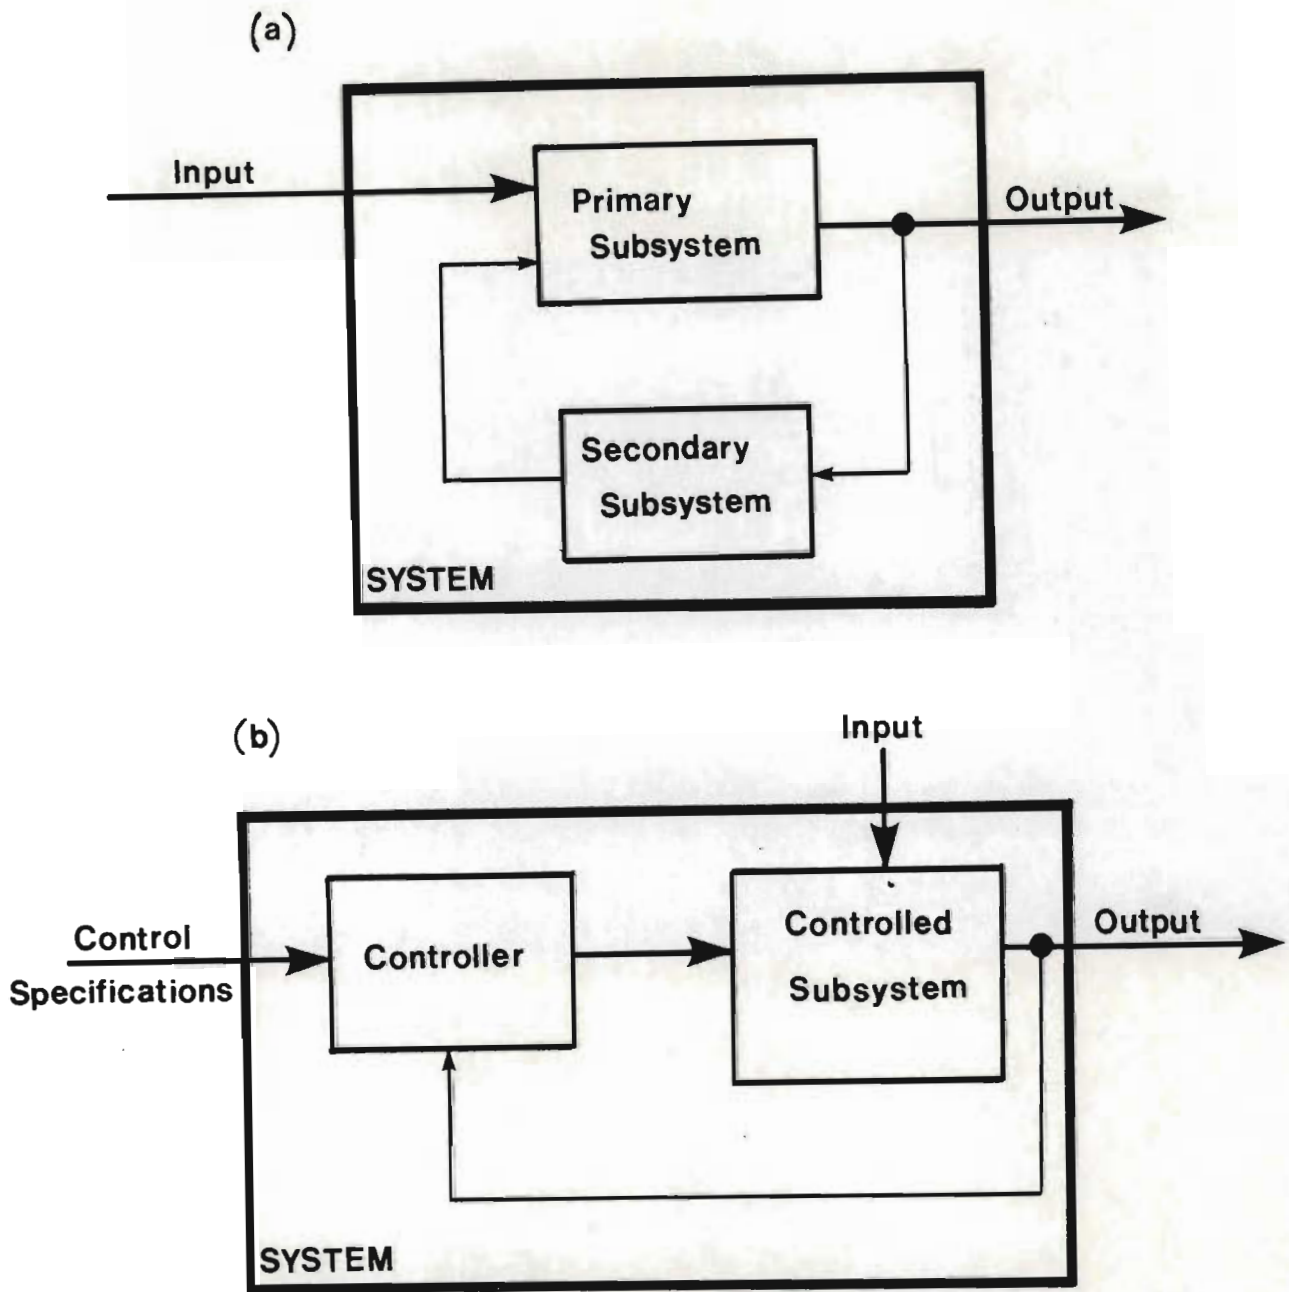 (a)
Input
Primary
Subsystem
Output
Secondary
Subsystem
SYSTEM
(b)
Input
Control
Specifications
Controller
Controlled
Subsystem
Output
SYSTEM